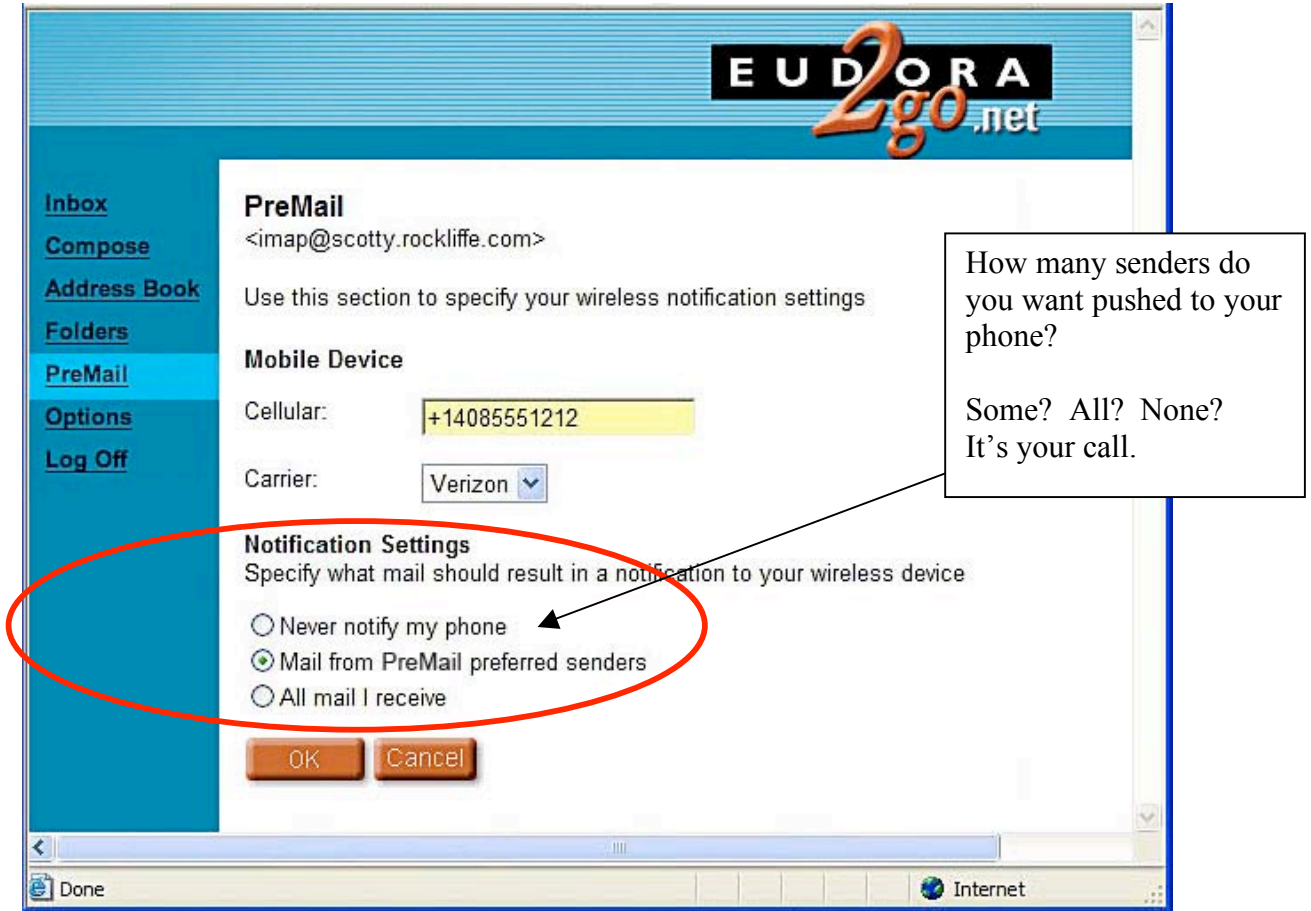 EUDORA
2go.net
Inbox
Compose
Address Book
Folders
PreMail
Options
Log Off
PreMail
<imap@scotty.rockliffe.com>
Use this section to specify your wireless notification settings
Mobile Device
Cellular: +14085551212
Carrier: Verizon
Notification Settings
Specify what mail should result in a notification to your wireless device
Never notify my phone
Mail from PreMail preferred senders
All mail I receive
OK Cancel
How many senders do
you want pushed to your
phone?
Some? All? None?
It's your call.
Done Internet